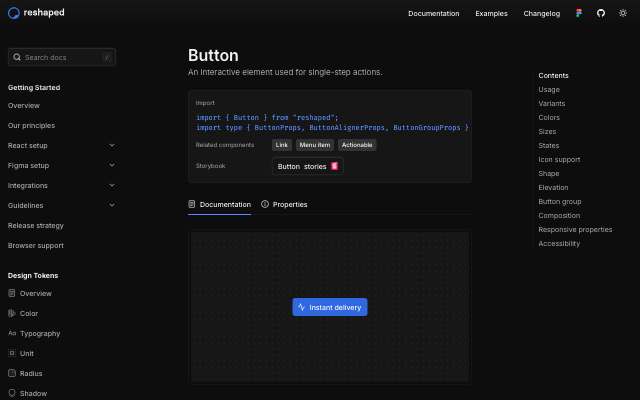 reshaped
Documentation
Examples
Changelog
Search docs
/
Getting Started
Overview
Our principles
React setup
Figma setup
Integrations
Guidelines
Release strategy
Browser support
Design Tokens
Overview
Color
Aa Typography
Unit
Radius
Shadow
Button
An interactive element used for single-step actions.
Import
import { Button } from "reshaped";
import type { ButtonProps, ButtonAlignerProps, ButtonGroupProps }
Related components
Link
Menu item
Actionable
Storybook
Button stories
Documentation
Properties
Instant delivery
Contents
Usage
Variants
Colors
Sizes
States
Icon support
Shape
Elevation
Button group
Composition
Responsive properties
Accessibility